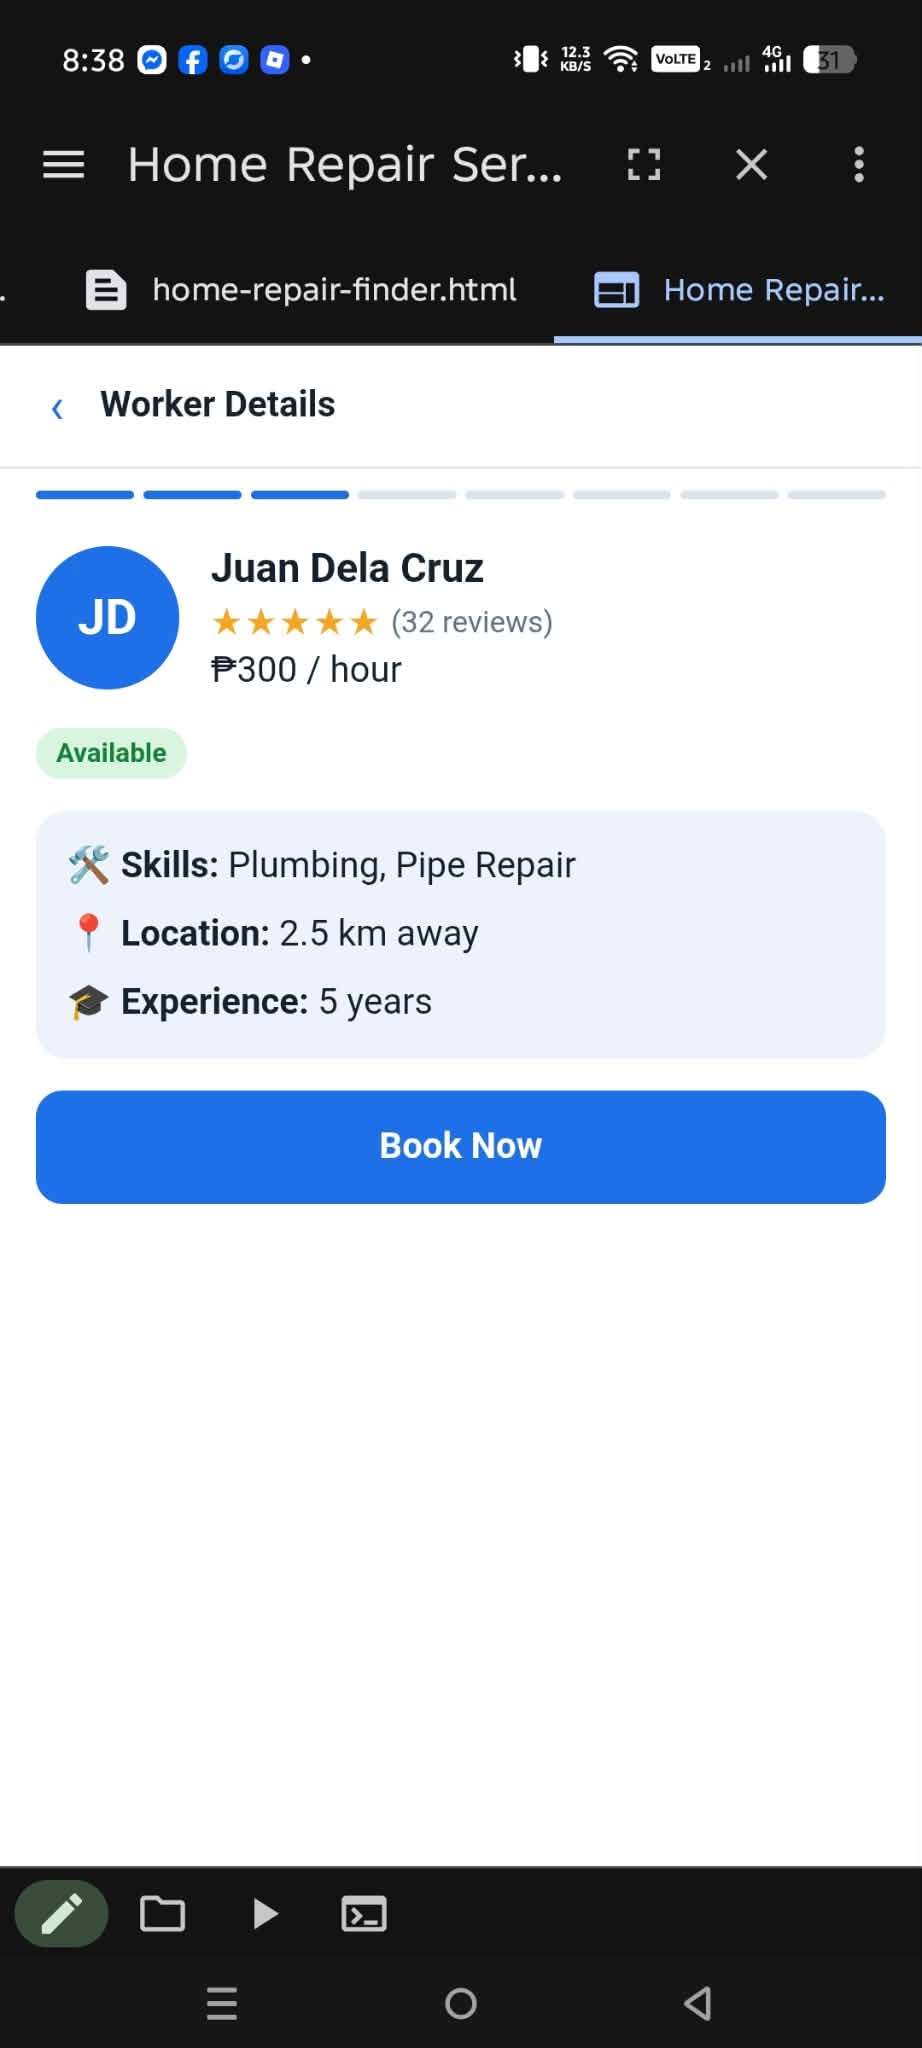 8:38 12.3 KB/S VoLTE 2 4G 31
Home Repair Ser...
home-repair-finder.html Home Repair...
‹ Worker Details
JD
Juan Dela Cruz
★★★★★ (32 reviews)
₱300 / hour
Available
🛠️ Skills: Plumbing, Pipe Repair
📍 Location: 2.5 km away
🎓 Experience: 5 years
Book Now